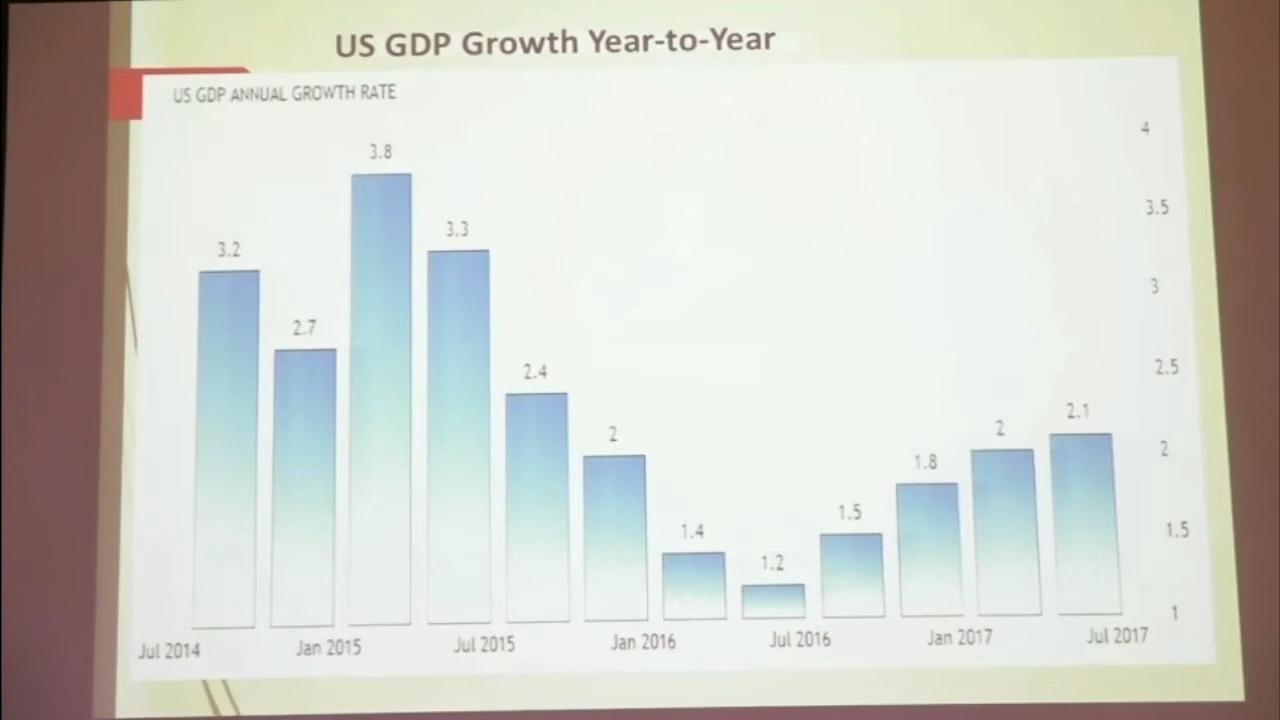 US GDP Growth Year-to-Year
US GDP ANNUAL GROWTH RATE
3.2
2.7
3.8
3.3
2.4
2
1.4
1.2
1.5
1.8
2
2.1
4
3.5
3
2.5
2
1.5
1
Jul 2014
Jan 2015
Jul 2015
Jan 2016
Jul 2016
Jan 2017
Jul 2017